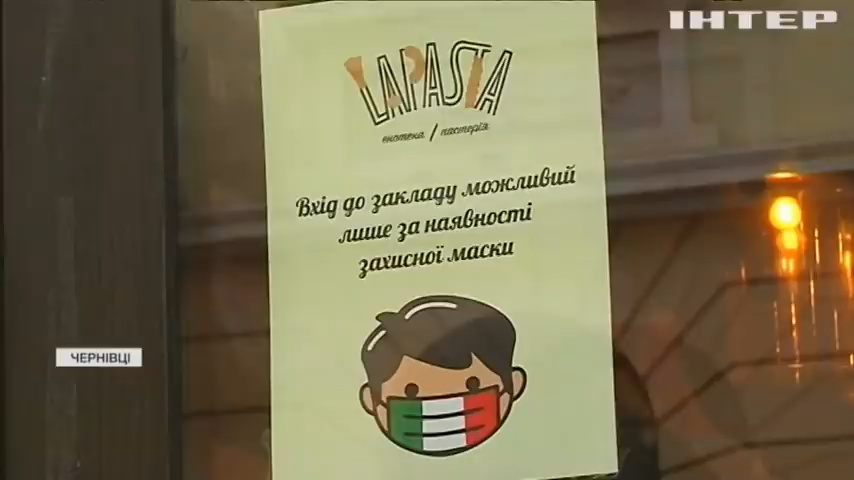 ІНТЕР
LAPASTA
енотека / пастерія
Вхід до закладу можливий
лише за наявності
захисної маски
ЧЕРНІВЦІ